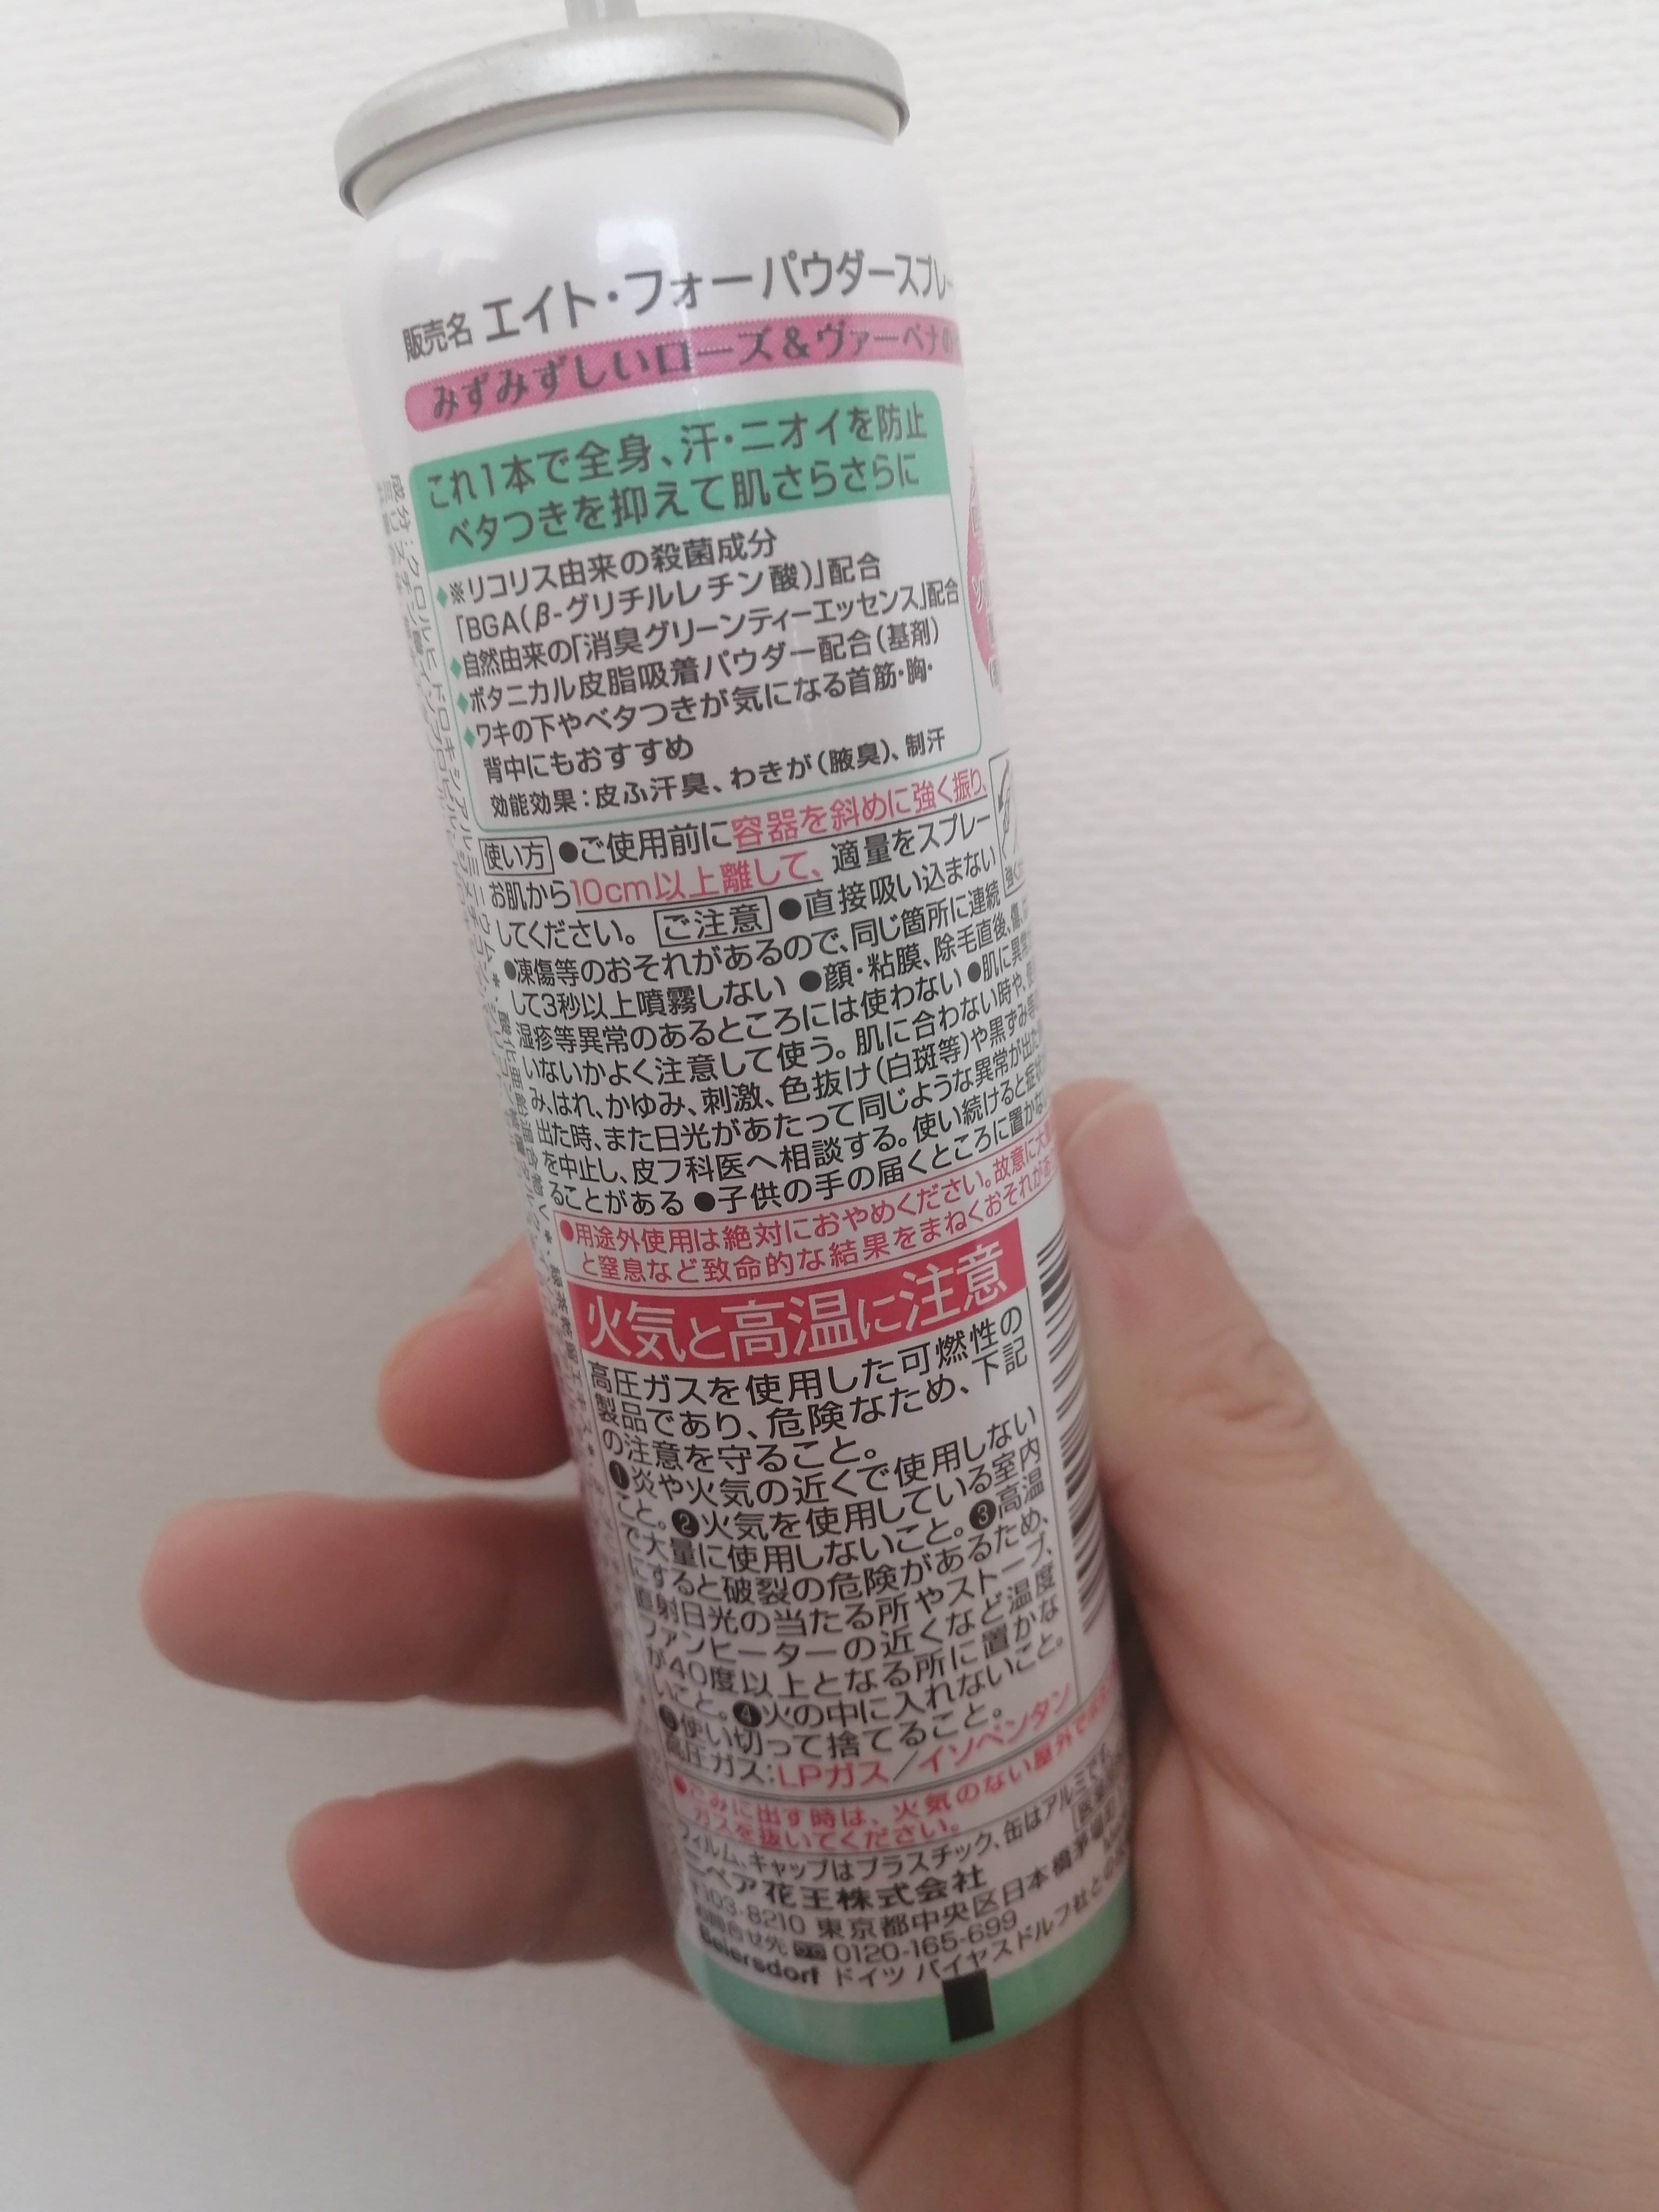 販売名 エイト・フォー パウダースプレー
みずみずしいローズ&ヴァーベナの
これ1本で全身、汗・ニオイを防止
ベタつきを抑えて肌さらさらに
◆※リコリス由来の殺菌成分
「BGA(β-グリチルレチン酸)」配合
◆自然由来の「消臭グリーンティーエッセンス」配合
◆ボタニカル皮脂吸着パウダー配合(基剤)
◆ワキの下やベタつきが気になる首筋・胸・
背中にもおすすめ
効能効果:皮ふ汗臭、わきが(腋臭)、制汗
使い方 ●ご使用前に容器を斜めに強く振り、
お肌から10cm以上離して、適量をスプレー
してください。 ご注意 ●直接吸い込まない
●凍傷等のおそれがあるので、同じ箇所に連続
して3秒以上噴霧しない ●顔・粘膜、除毛直後、傷、
湿疹等異常のあるところには使わない ●肌に異常
いないかよく注意して使う。肌に合わない時や、
み、はれ、かゆみ、刺激、色抜け(白斑等)や黒ずみ等
出た時、また日光があたって同じような異常が出た
を中止し、皮フ科医へ相談する。使い続けると症状
ることがある ●子供の手の届くところに置かない
●用途外使用は絶対におやめください。故意に大量
と窒息など致命的な結果をまねくおそれが
火気と高温に注意
高圧ガスを使用した可燃性の
製品であり、危険なため、下記
の注意を守ること。
❶炎や火気の近くで使用しない
こと。❷火気を使用している室内
で大量に使用しないこと。❸高温
にすると破裂の危険があるため、
直射日光の当たる所やストーブ、
ファンヒーターの近くなど温度
が40度以上となる所に置かな
いこと。❹火の中に入れないこと。
❺使い切って捨てること。
高圧ガス:LPガス/イソペンタン
●ごみに出す時は、火気のない屋外で
ガスを抜いてください。
フィルム、キャップはプラスチック、缶はアルミです
ニベア花王株式会社
〒103-8210 東京都中央区日本橋茅場町
お問合せ先 0120-165-699
Beiersdorf ドイツ バイヤスドルフ社との